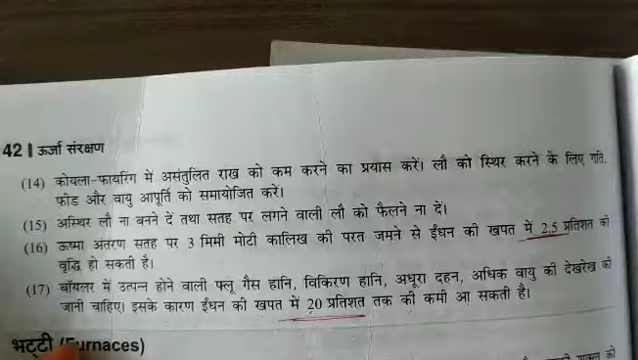 42 | ऊर्जा संरक्षण
(14) कोयला-फायरिंग में असंतुलित राख को कम करने का प्रयास करें। लौ को स्थिर करने के लिए गति,
फीड और वायु आपूर्ति को समायोजित करें।
(15) अस्थिर लौ ना बनने दें तथा सतह पर लगने वाली लौ को फैलने ना दें।
(16) ऊष्मा अंतरण सतह पर 3 मिमी मोटी कालिख की परत जमने से ईंधन की खपत में 2.5 प्रतिशत की
वृद्धि हो सकती है।
(17) बॉयलर में उत्पन्न होने वाली फ्लू गैस हानि, विकिरण हानि, अधूरा दहन, अधिक वायु की देखरेख की
जानी चाहिए। इसके कारण ईंधन की खपत में 20 प्रतिशत तक की कमी आ सकती है।
भट्टी (Furnaces)